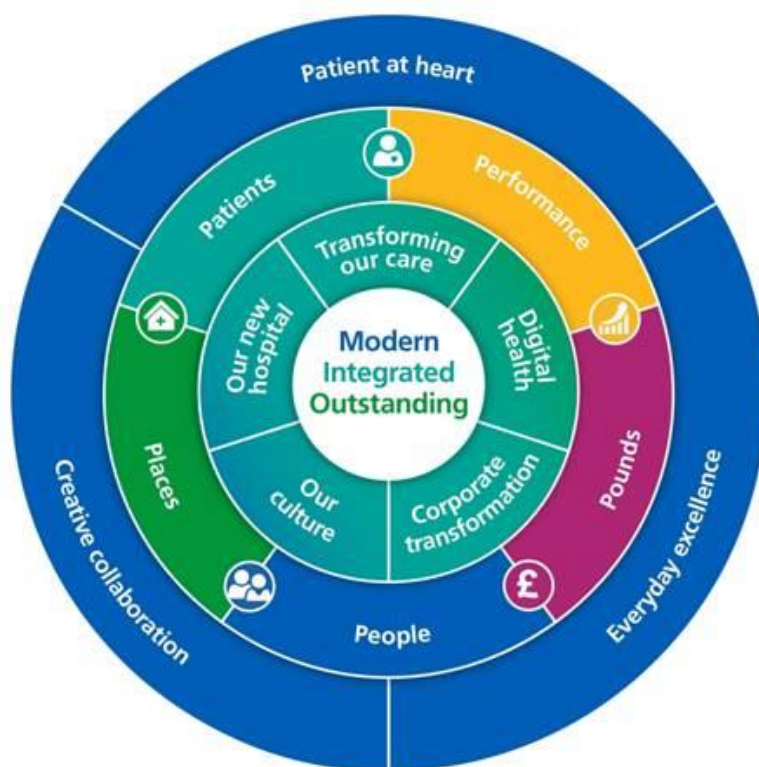 Patient at heart
Patients
Performance
Transforming
our care
Our new
hospital
Digital
health
Modern
Integrated
Outstanding
Places
Pounds
Our
culture
Corporate
transformation
Creative collaboration
Everyday excellence
£
People